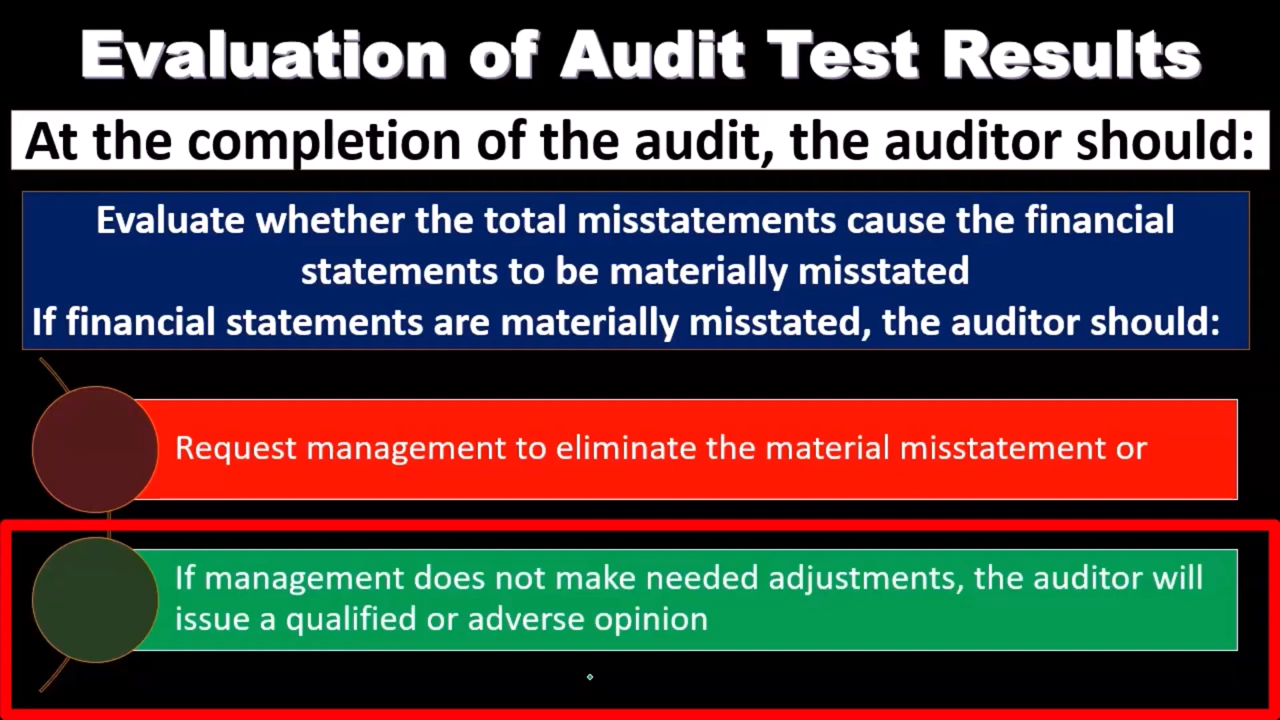 Evaluation of Audit Test Results
At the completion of the audit, the auditor should:
Evaluate whether the total misstatements cause the financial
statements to be materially misstated
If financial statements are materially misstated, the auditor should:
Request management to eliminate the material misstatement or
If management does not make needed adjustments, the auditor will
issue a qualified or adverse opinion